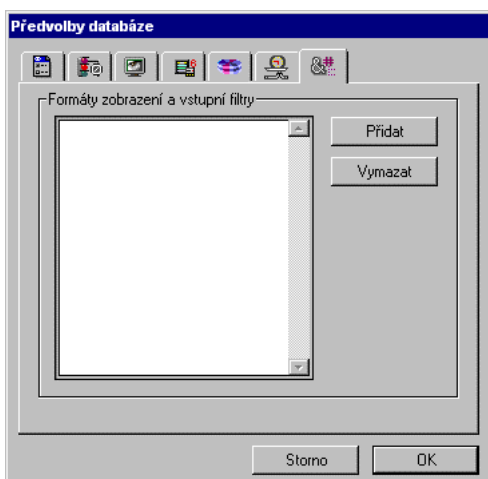 Předvolby databáze
&#
Formáty zobrazení a vstupní filtry
Přidat
Vymazat
Storno
OK